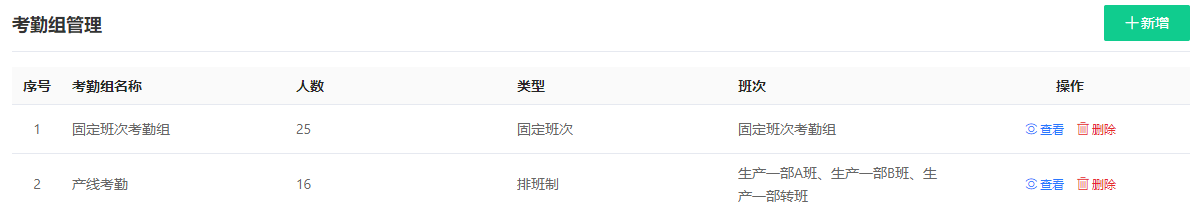 考勤组管理
＋新增
序号 考勤组名称 人数 类型 班次 操作
1 固定班次考勤组 25 固定班次 固定班次考勤组 查看 删除
2 产线考勤 16 排班制 生产一部A班、生产一部B班、生 查看 删除
产一部转班